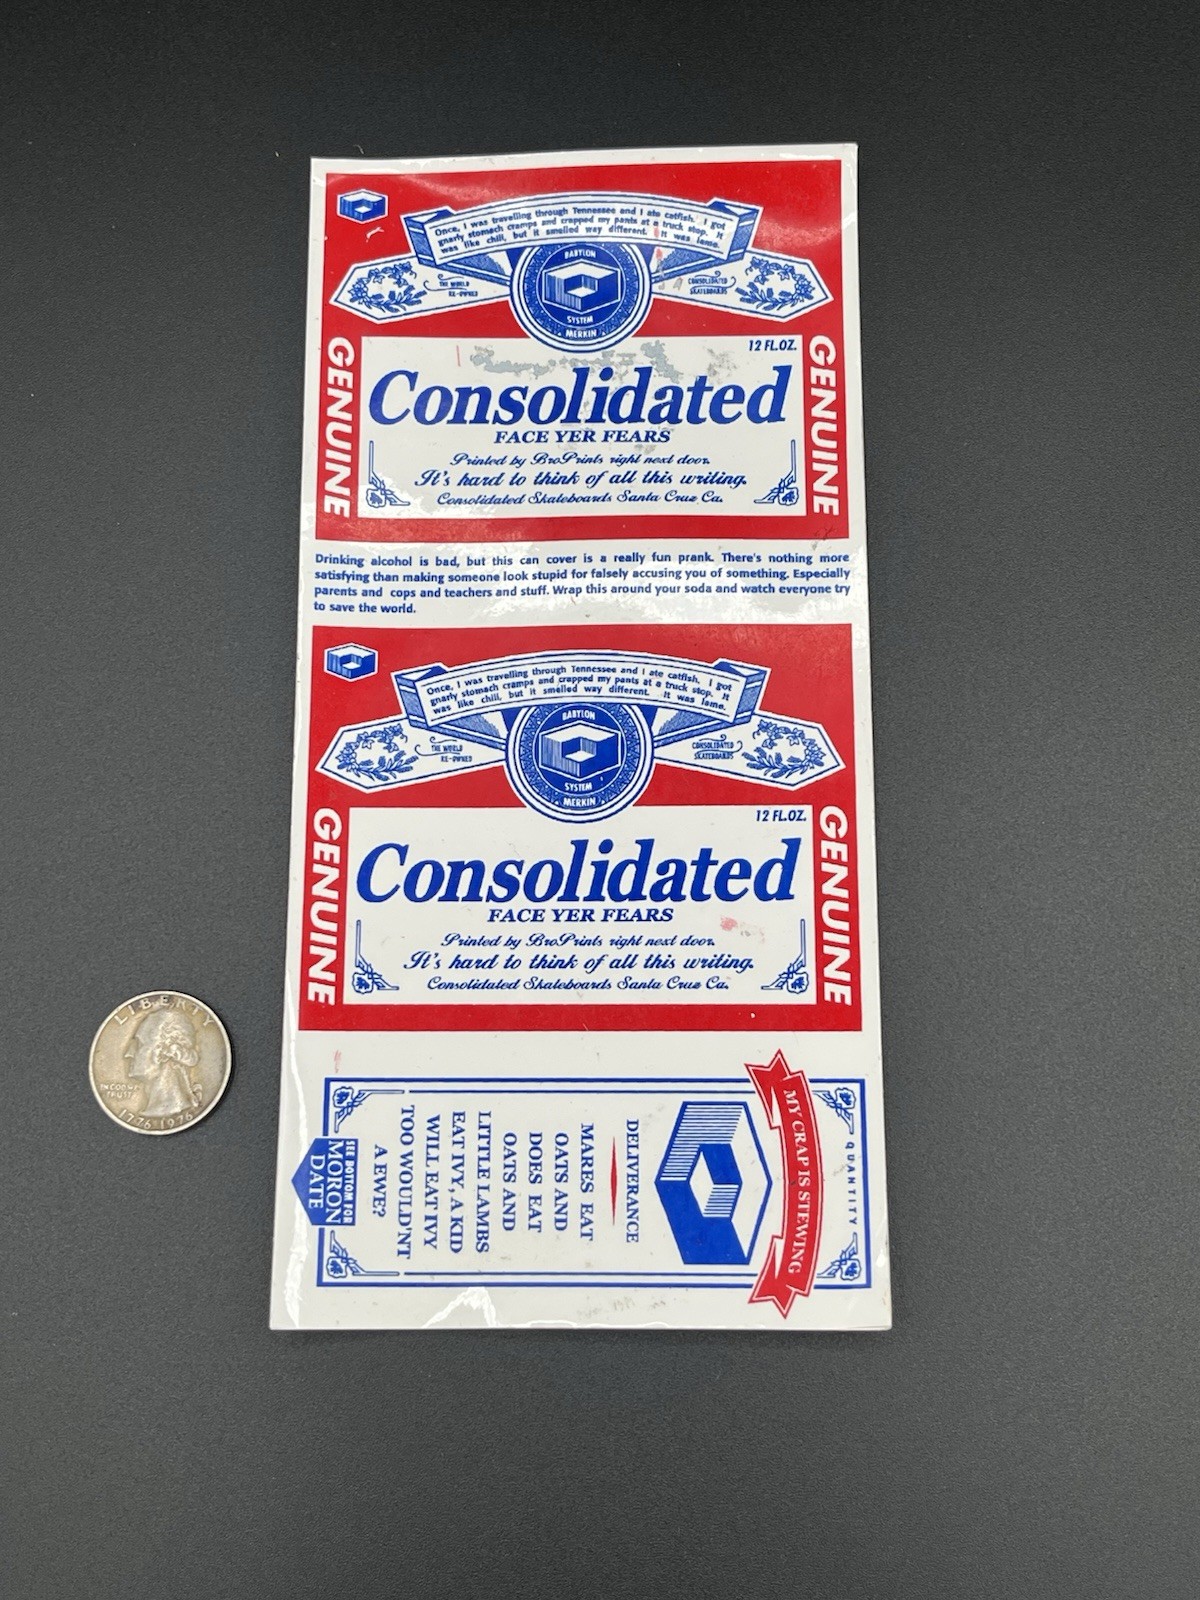 Once, I was travelling through Tennessee and I ate catfish. I got
gnarly stomach cramps and crapped my pants at a truck stop. It
was like chili, but it smelled way different. It was lame.
BABYLON
THE WORLD
RE-OWNED
CONSOLIDATED
SKATEBOARDS
SYSTEM
MERKIN
12 FL.OZ.
GENUINE
GENUINE
Consolidated
FACE YER FEARS
Printed by BroPrints right next door.
It's hard to think of all this writing.
Consolidated Skateboards Santa Cruz Ca.
Drinking alcohol is bad, but this can cover is a really fun prank. There's nothing more
satisfying than making someone look stupid for falsely accusing you of something. Especially
parents and cops and teachers and stuff. Wrap this around your soda and watch everyone try
to save the world.
Once, I was travelling through Tennessee and I ate catfish. I got
gnarly stomach cramps and crapped my pants at a truck stop. It
was like chili, but it smelled way different. It was lame.
BABYLON
THE WORLD
RE-OWNED
CONSOLIDATED
SKATEBOARDS
SYSTEM
MERKIN
12 FL.OZ.
GENUINE
GENUINE
Consolidated
FACE YER FEARS
Printed by BroPrints right next door.
It's hard to think of all this writing.
Consolidated Skateboards Santa Cruz Ca.
QUANTITY
MY CRAP IS STEWING
DELIVERANCE
MARES EAT
OATS AND
DOES EAT
OATS AND
LITTLE LAMBS
EAT IVY, A KID
WILL EAT IVY
TOO WOULD'NT
A EWE?
SEE BOTTOM FOR
MORON
DATE
LIBERTY
IN GOD WE
TRUST
1776·1976